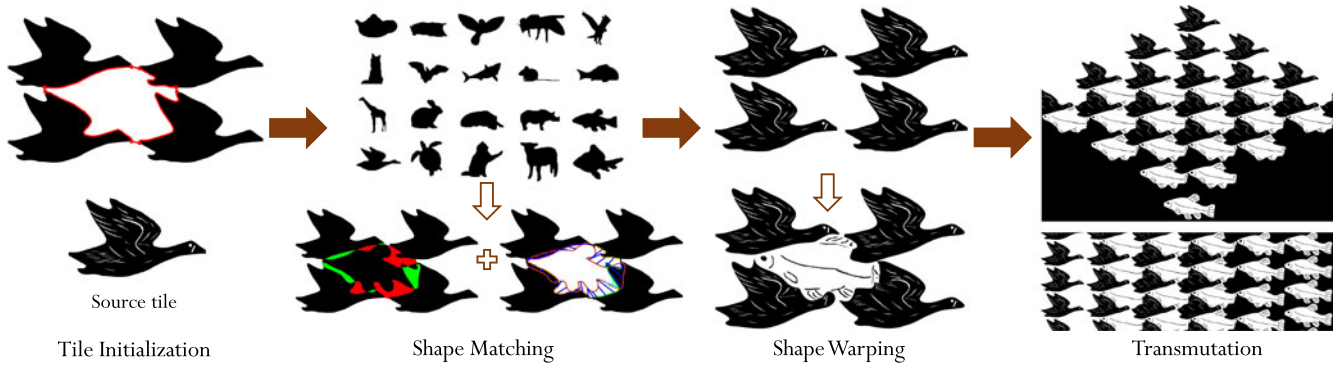 Source tile
Tile Initialization
Shape Matching
Shape Warping
Transmutation